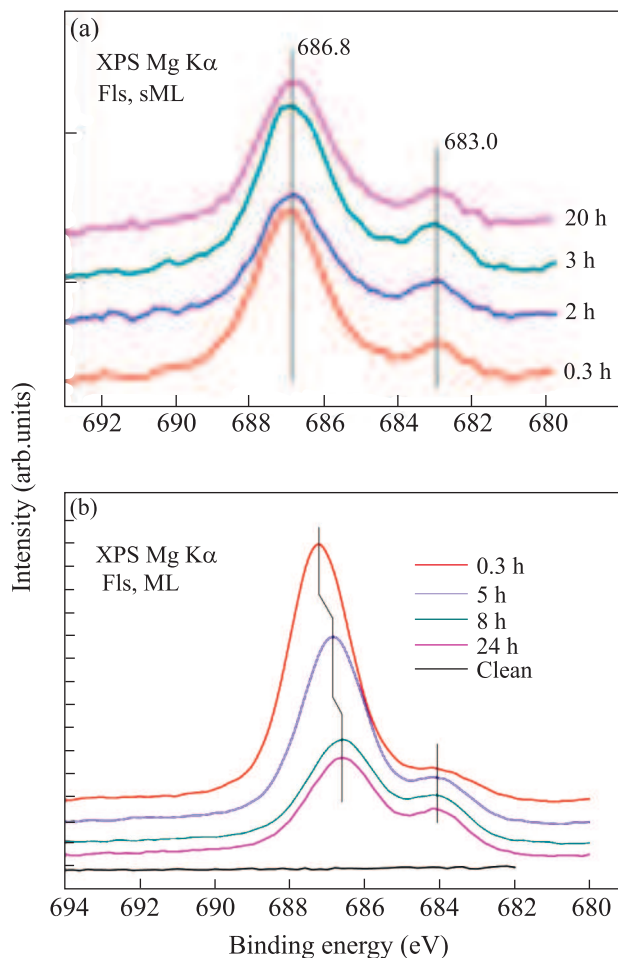 (a)
XPS Mg Kα
Fls, sML
686.8
683.0
20 h
3 h
2 h
0.3 h
692 690 688 686 684 682 680
Intensity (arb.units)
(b)
XPS Mg Kα
Fls, ML
0.3 h
5 h
8 h
24 h
Clean
694 692 690 688 686 684 682 680
Binding energy (eV)